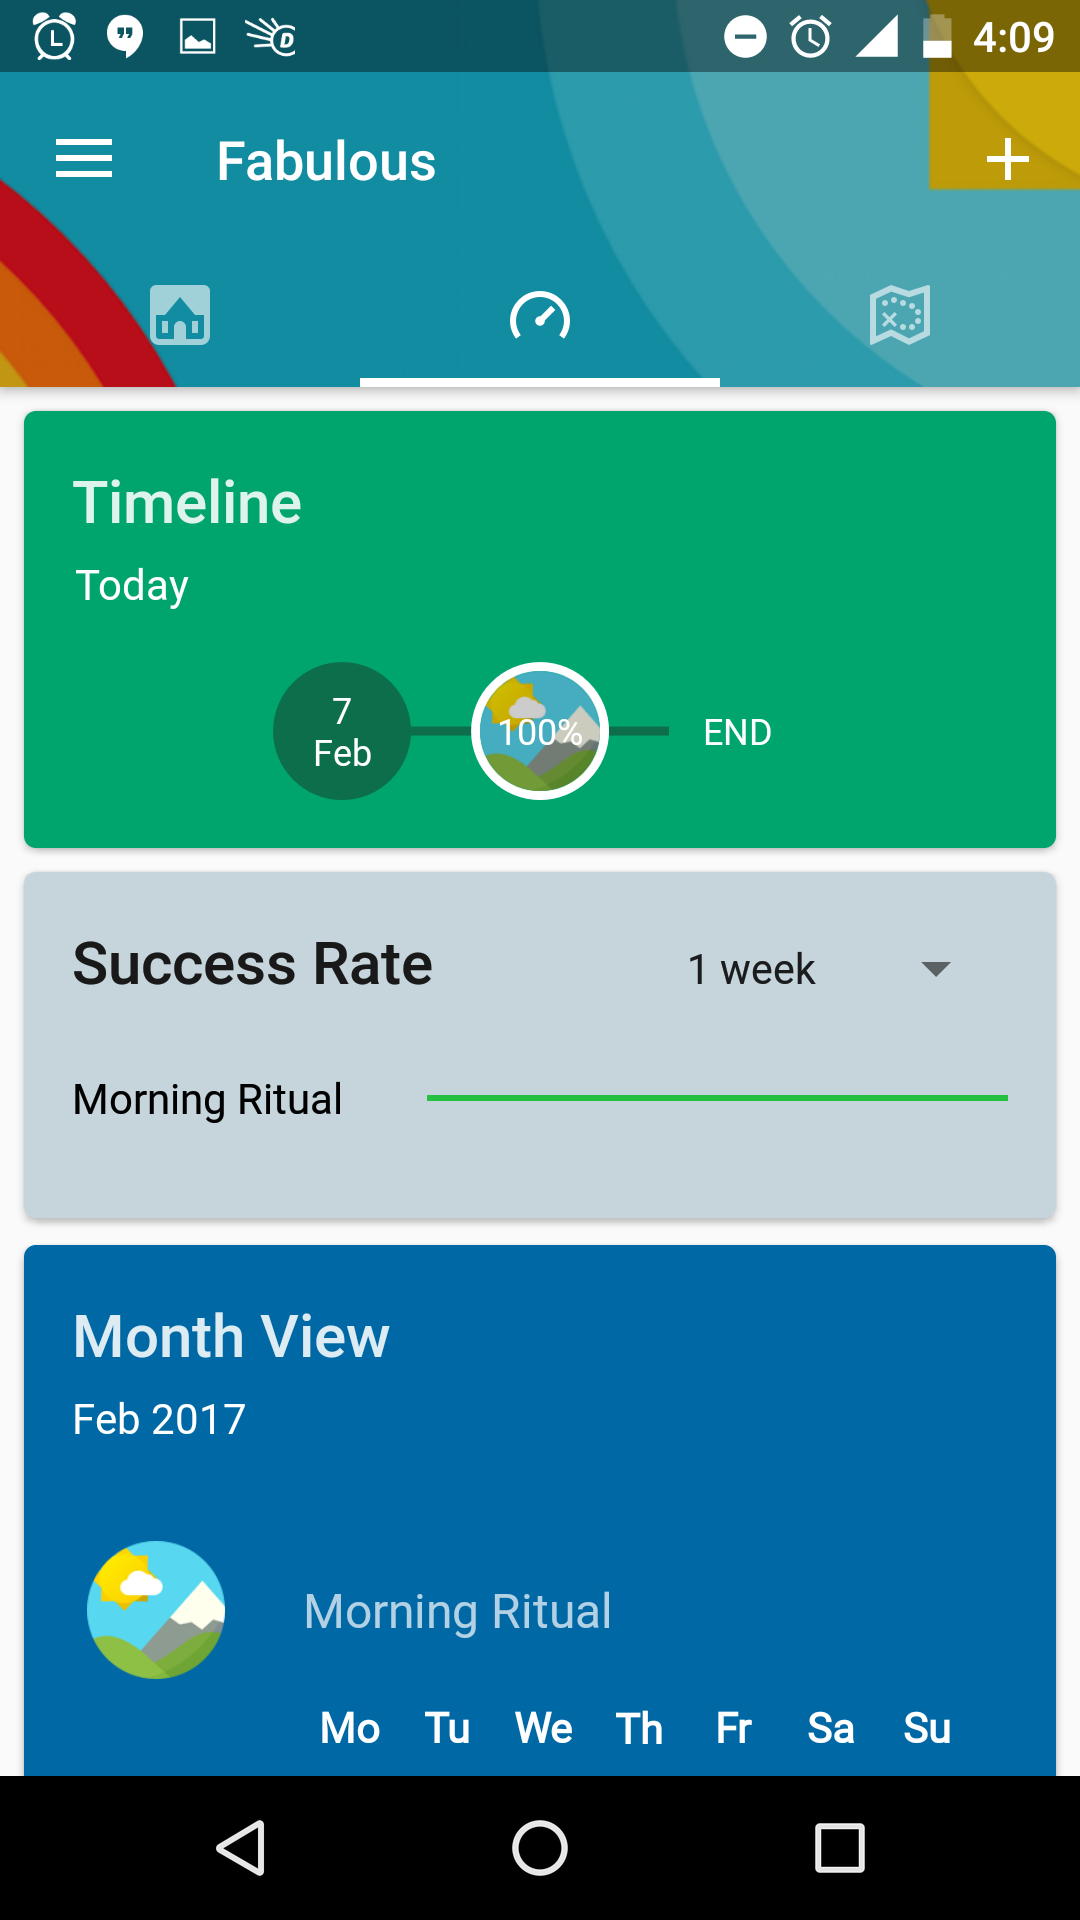 4:09
Fabulous
Timeline
Today
7
Feb
100%
END
Success Rate
1 week
Morning Ritual
Month View
Feb 2017
Morning Ritual
Mo Tu We Th Fr Sa Su